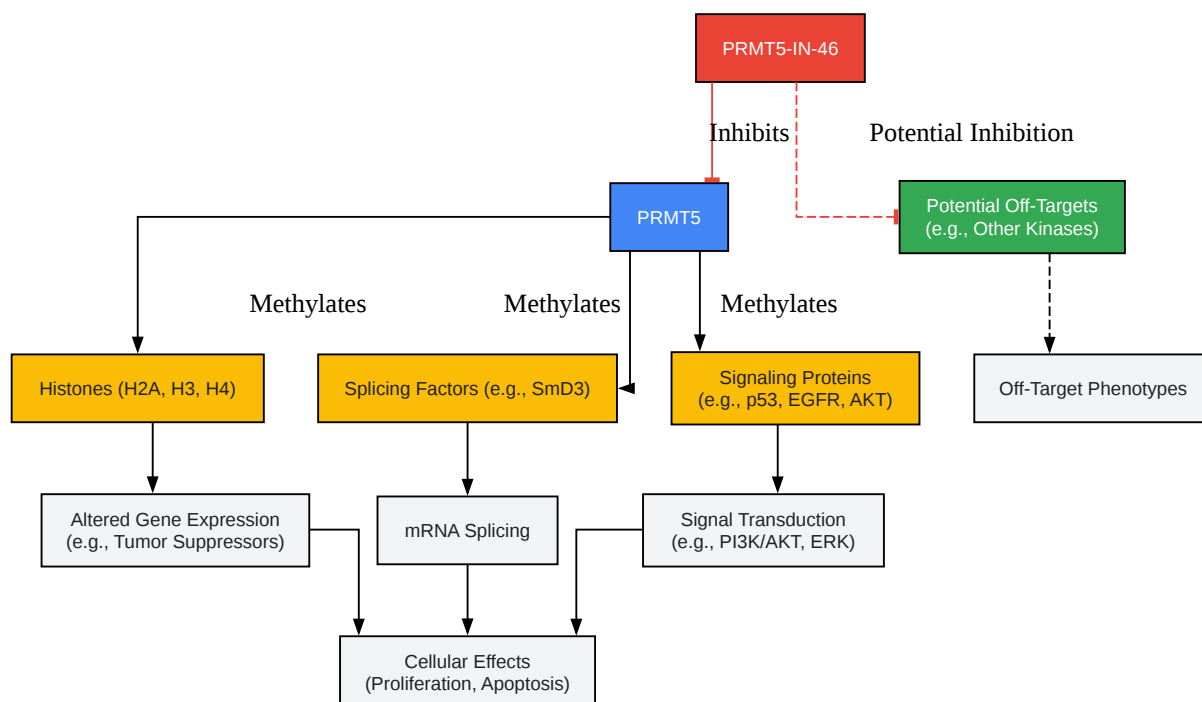 PRMT5-IN-46
Inhibits
Potential Inhibition
PRMT5
Potential Off-Targets
(e.g., Other Kinases)
Methylates
Methylates
Methylates
Histones (H2A, H3, H4)
Splicing Factors (e.g., SmD3)
Signaling Proteins
(e.g., p53, EGFR, AKT)
Off-Target Phenotypes
Altered Gene Expression
(e.g., Tumor Suppressors)
mRNA Splicing
Signal Transduction
(e.g., PI3K/AKT, ERK)
Cellular Effects
(Proliferation, Apoptosis)